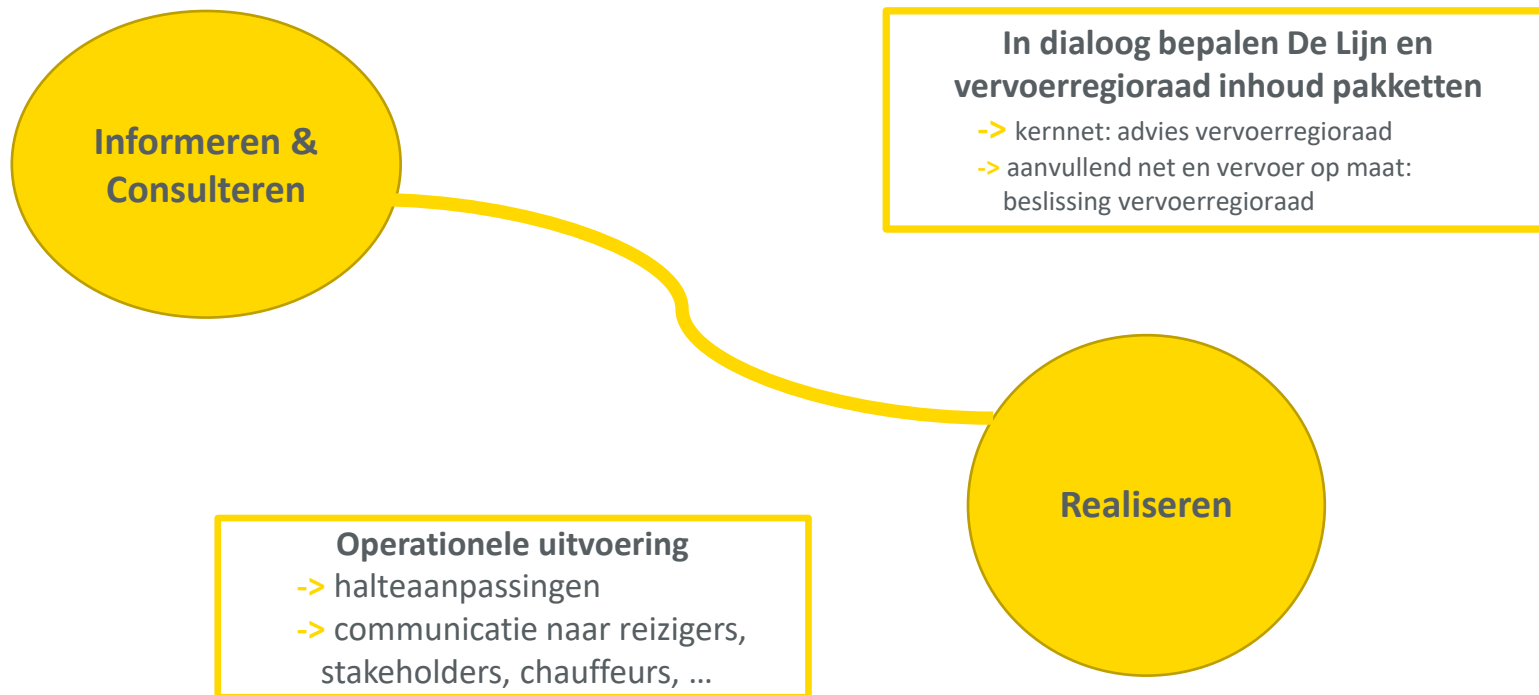 Informeren &
Consulteren
In dialoog bepalen De Lijn en
vervoerregioraad inhoud pakketten
-> kernnet: advies vervoerregioraad
-> aanvullend net en vervoer op maat:
beslissing vervoerregioraad
Realiseren
Operationele uitvoering
-> halteaanpassingen
-> communicatie naar reizigers,
stakeholders, chauffeurs, ...